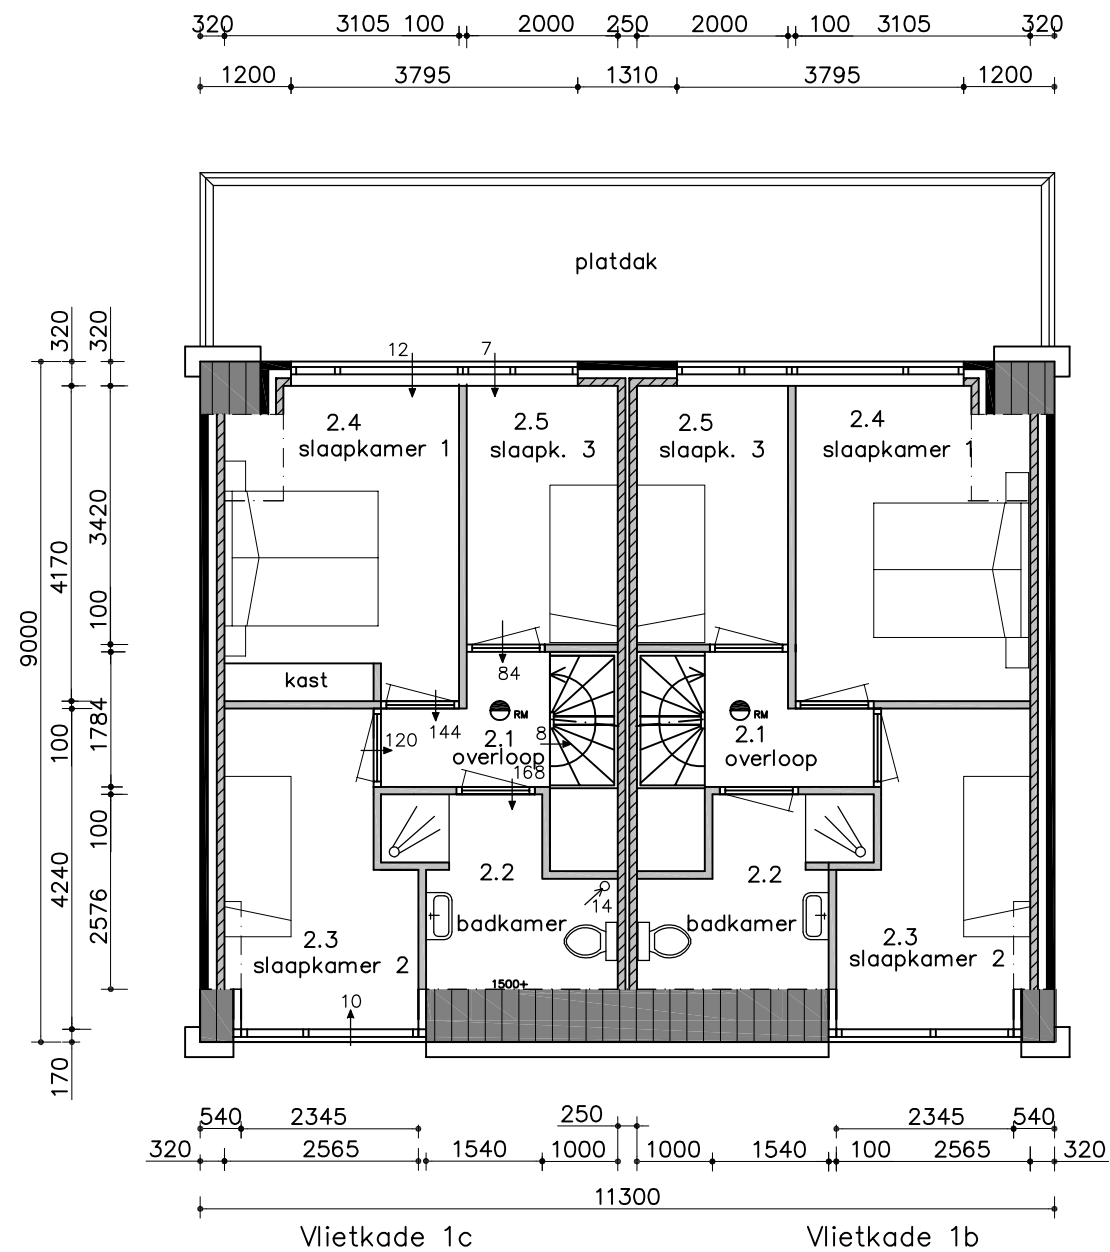 320 3105 100 2000 250 2000 100 3105 320
1200 3795 1310 3795 1200
platdak
320 320
12 7
2.4 2.5 2.5 2.4
slaapkamer 1 slaapk. 3 slaapk. 3 slaapkamer 1
9000
4170 3420
100
kast
84
RM RM
100 1784
144 120 8
2.1 2.1
overloop overloop
168
4240 100
2576
2.2 2.2
14
badkamer badkamer
2.3 2.3
slaapkamer 2 slaapkamer 2
1500+
10
170
540 2345 250 2345 540
320 2565 1540 1000 1000 1540 100 2565 320
11300
Vlietkade 1c Vlietkade 1b